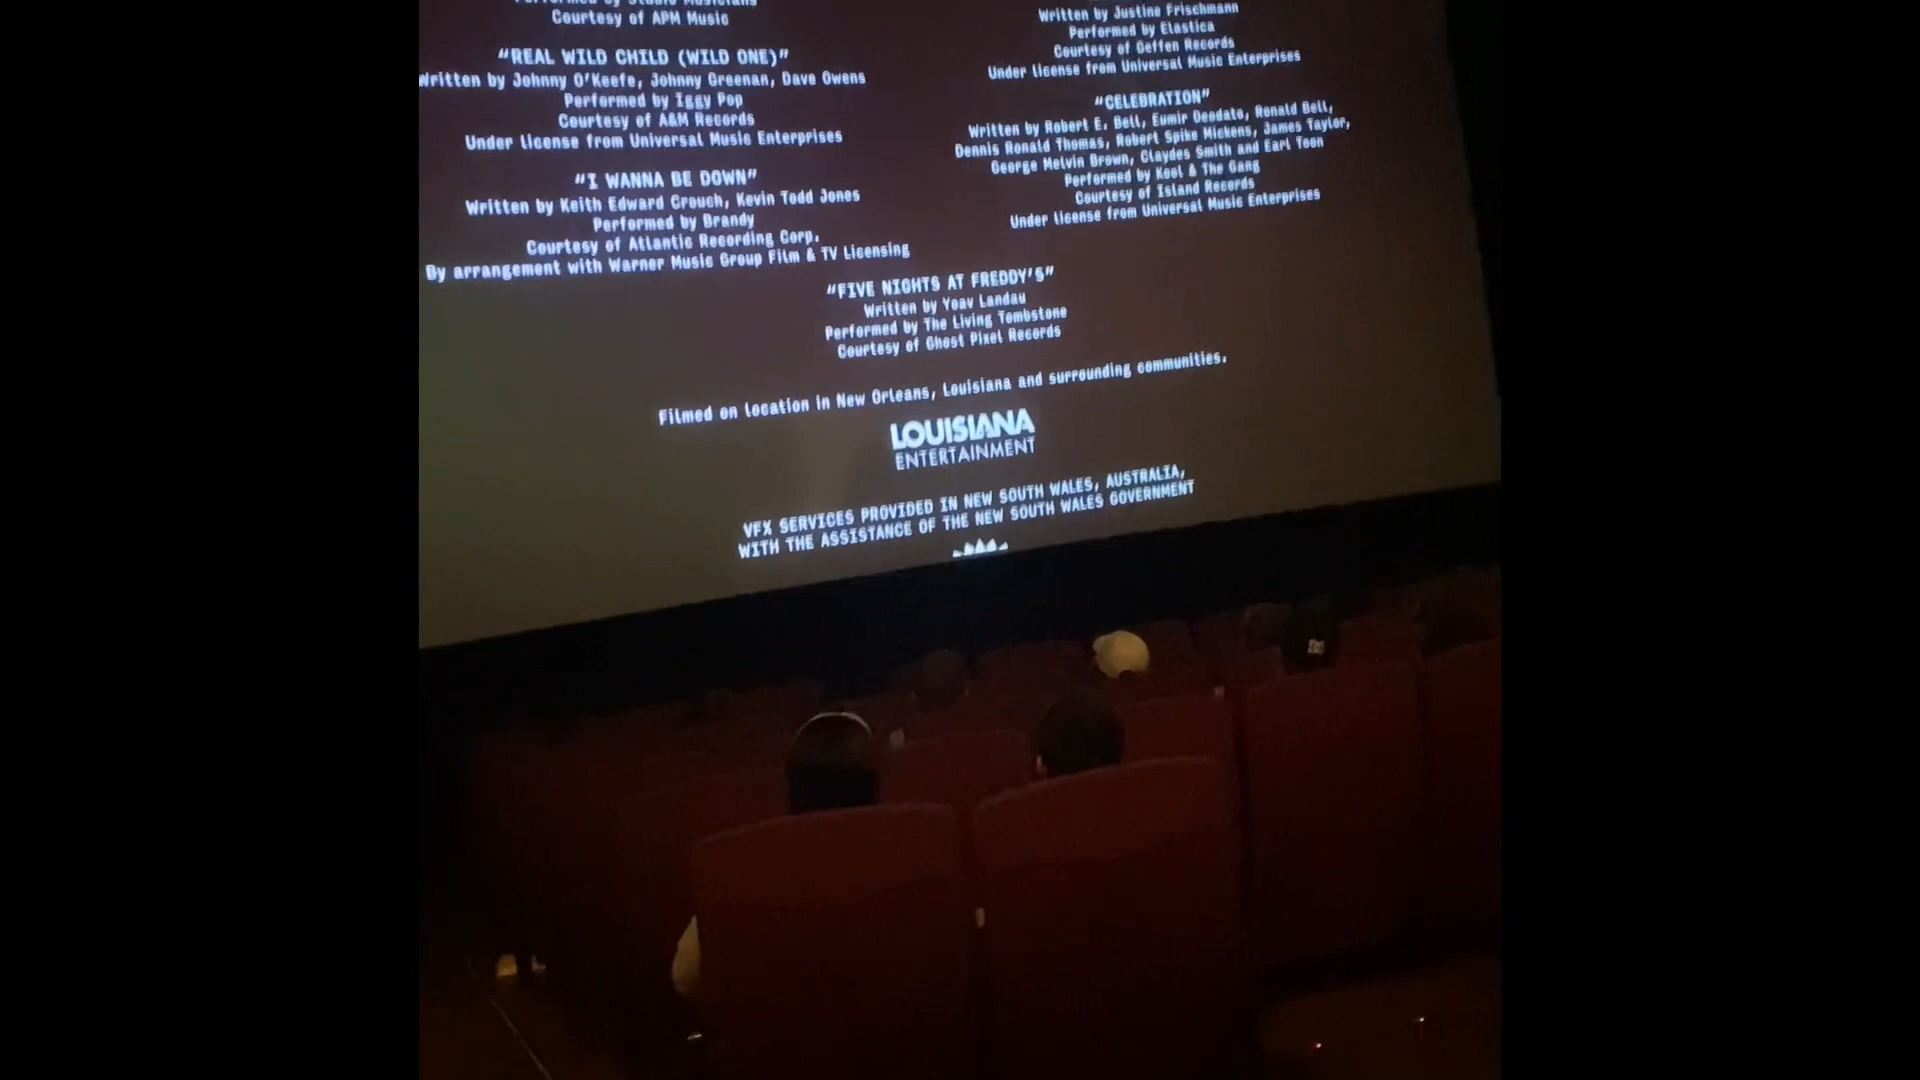 Performed by Studio Musicians
Courtesy of APM Music
"REAL WILD CHILD (WILD ONE)"
Written by Johnny O'Keefe, Johnny Greenan, Dave Owens
Performed by Iggy Pop
Courtesy of A&M Records
Under license from Universal Music Enterprises
"I WANNA BE DOWN"
Written by Keith Edward Crouch, Kevin Todd Jones
Performed by Brandy
Courtesy of Atlantic Recording Corp.
By arrangement with Warner Music Group Film & TV Licensing
Written by Justine Frischmann
Performed by Elastica
Courtesy of Geffen Records
Under license from Universal Music Enterprises
"CELEBRATION"
Written by Robert E. Bell, Eumir Deodato, Ronald Bell,
Dennis Ronald Thomas, Robert Spike Mickens, James Taylor,
George Melvin Brown, Claydes Smith and Earl Toon
Performed by Kool & The Gang
Courtesy of Island Records
Under license from Universal Music Enterprises
"FIVE NIGHTS AT FREDDY'S"
Written by Yoav Landau
Performed by The Living Tombstone
Courtesy of Ghost Pixel Records
Filmed on location in New Orleans, Louisiana and surrounding communities.
LOUISIANA
ENTERTAINMENT
VFX SERVICES PROVIDED IN NEW SOUTH WALES, AUSTRALIA,
WITH THE ASSISTANCE OF THE NEW SOUTH WALES GOVERNMENT